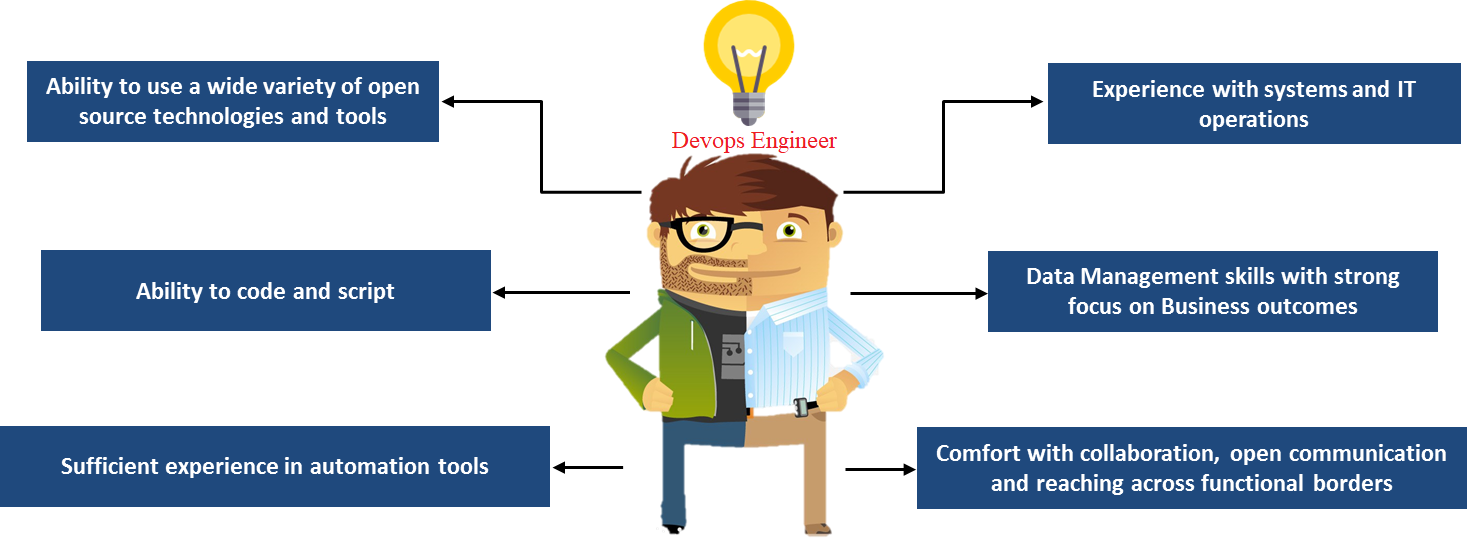 Devops Engineer
Ability to use a wide variety of open
source technologies and tools
Experience with systems and IT
operations
Ability to code and script
Data Management skills with strong
focus on Business outcomes
Sufficient experience in automation tools
Comfort with collaboration, open communication
and reaching across functional borders